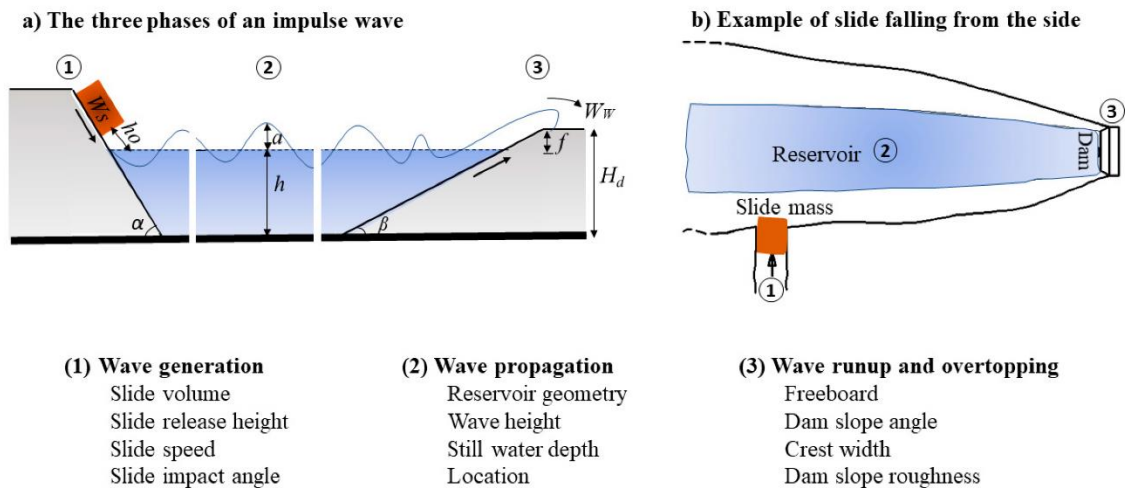 a) The three phases of an impulse wave
① ② ③
Ws
ho
a
h
α
β
f
W_W
H_d
b) Example of slide falling from the side
③
Reservoir ②
Dam
Slide mass
①
(1) Wave generation
Slide volume
Slide release height
Slide speed
Slide impact angle
(2) Wave propagation
Reservoir geometry
Wave height
Still water depth
Location
(3) Wave runup and overtopping
Freeboard
Dam slope angle
Crest width
Dam slope roughness